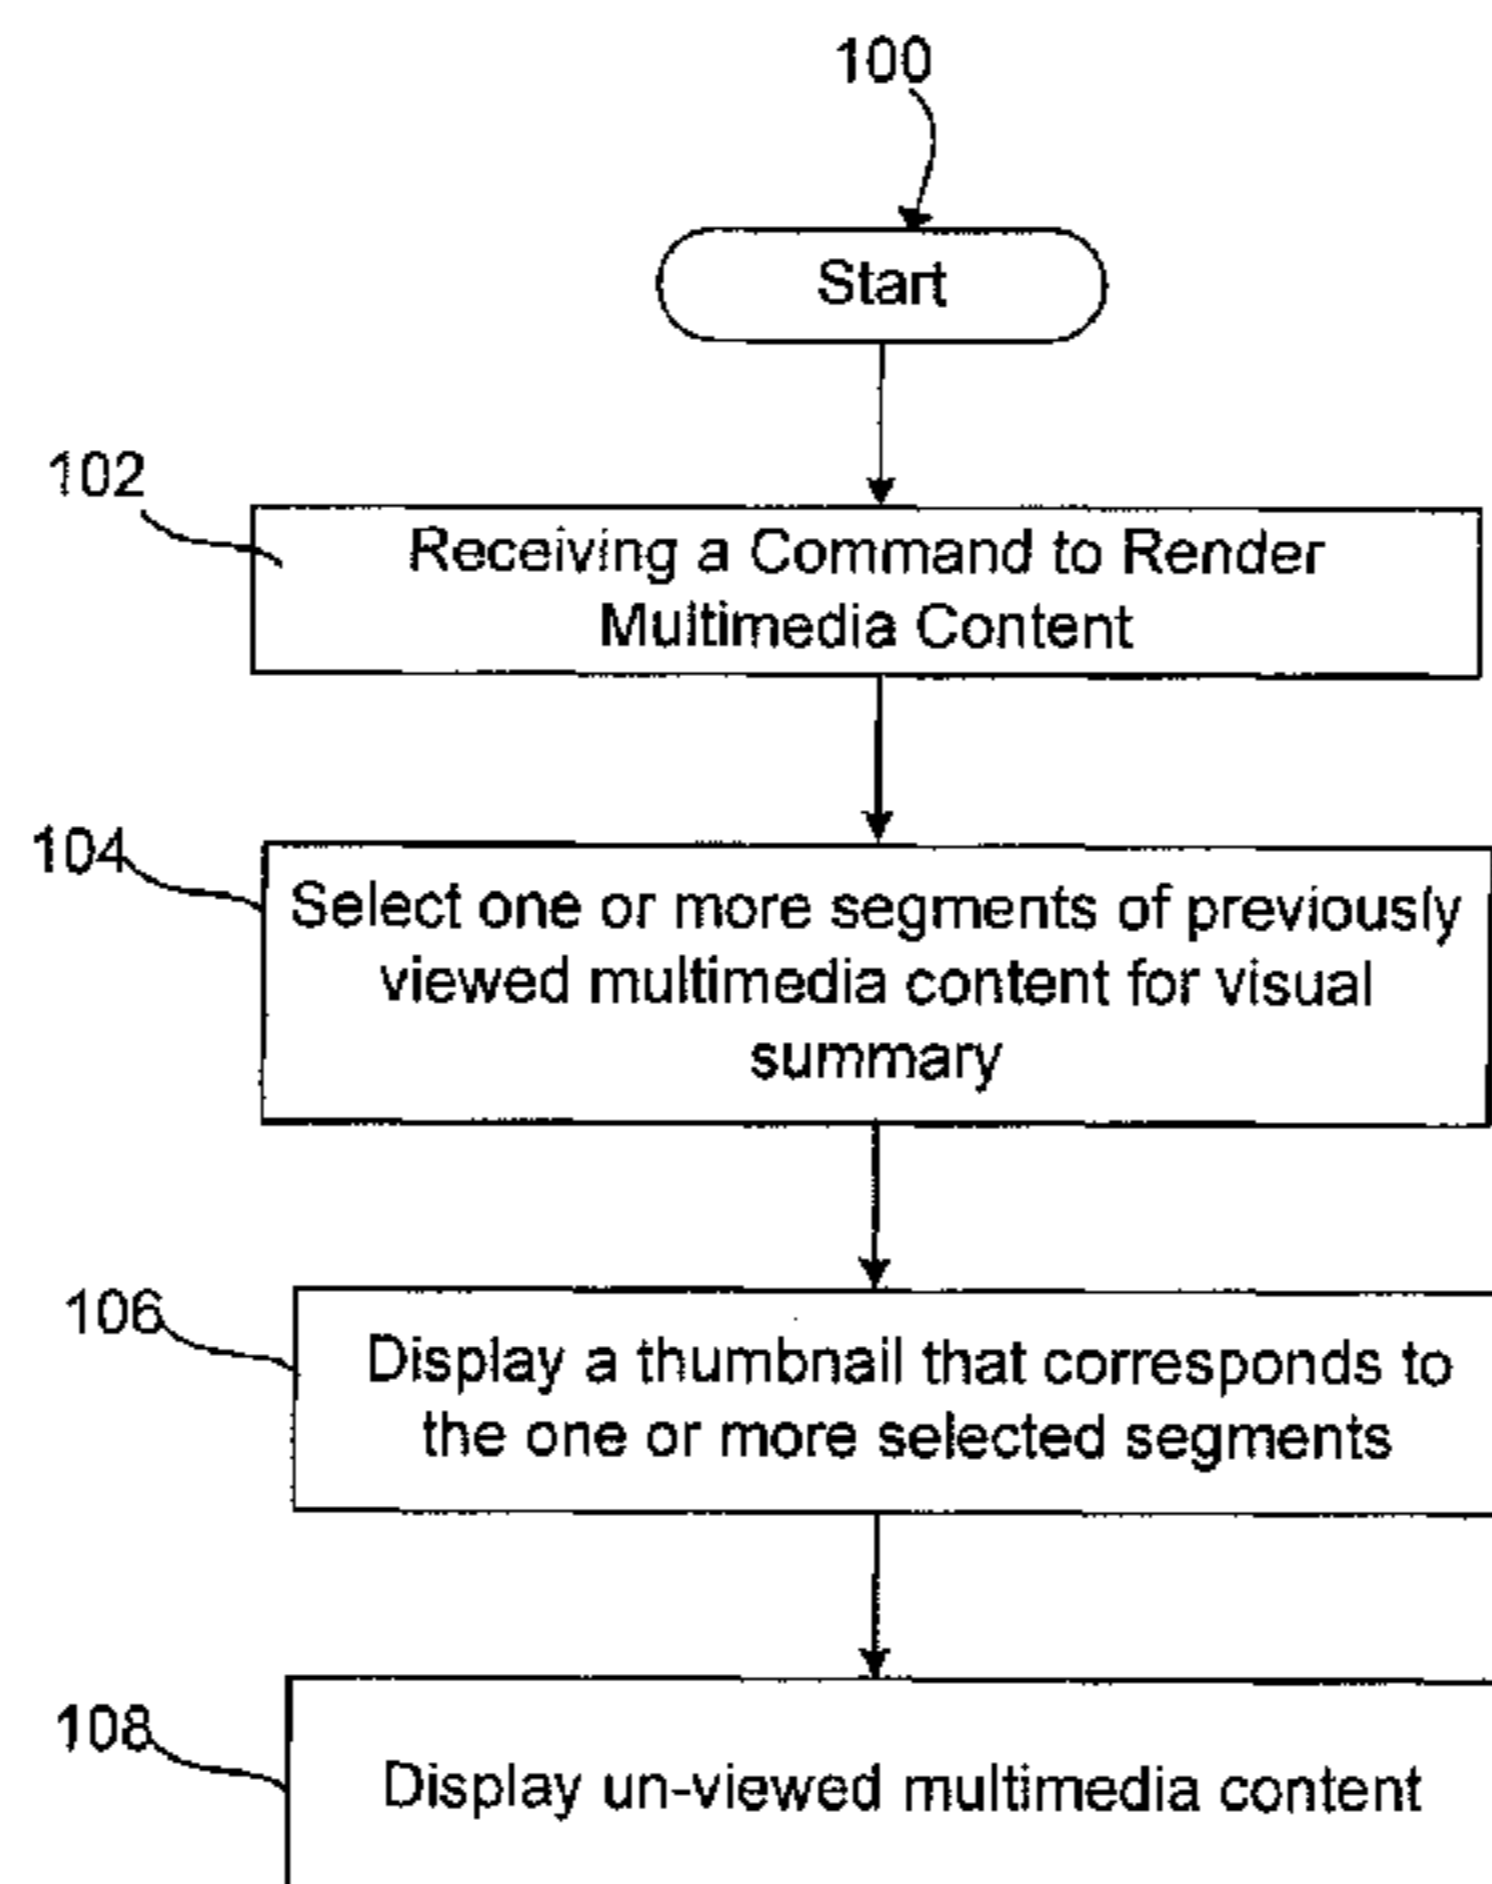 100
Start
102
Receiving a Command to Render
Multimedia Content
104
Select one or more segments of previously
viewed multimedia content for visual
summary
106
Display a thumbnail that corresponds to
the one or more selected segments
108
Display un-viewed multimedia content